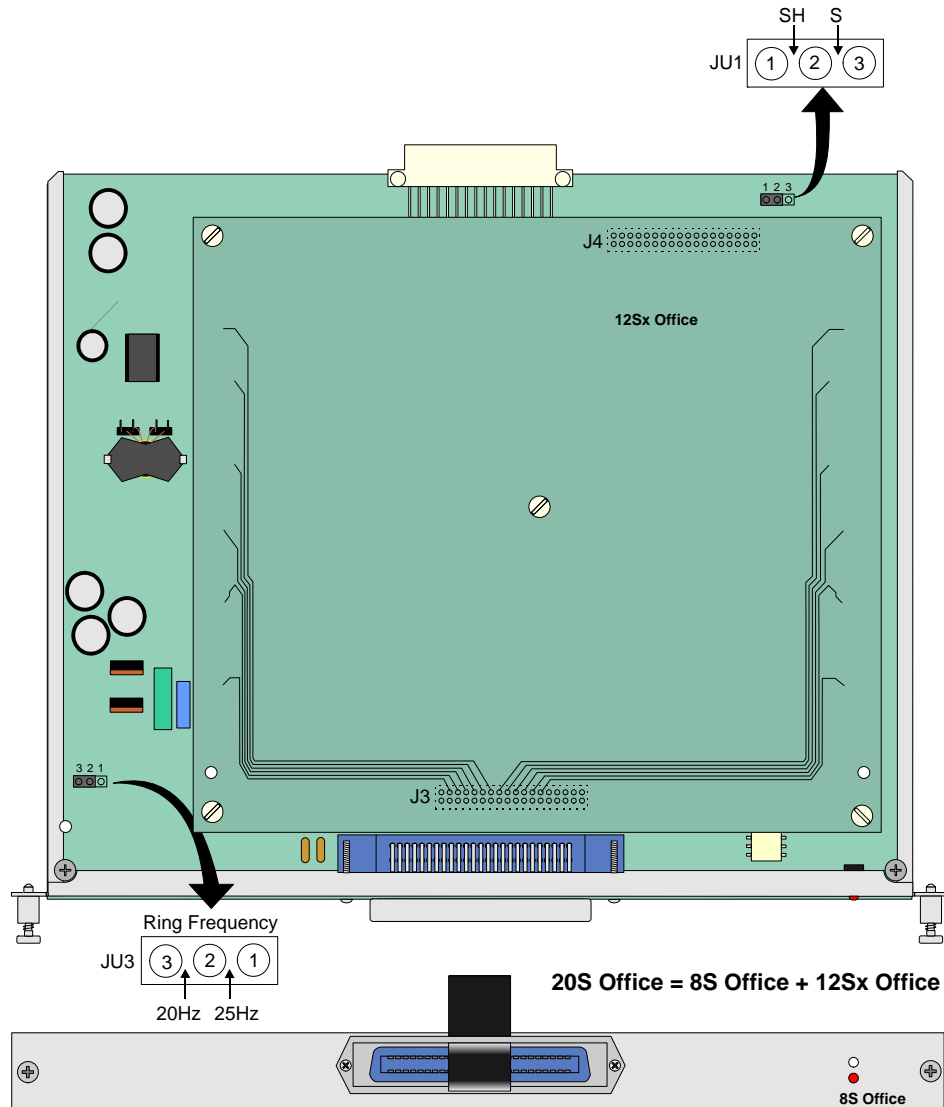 SH S
JU1 1 2 3
1 2 3
J4
12Sx Office
3 2 1
J3
Ring Frequency
JU3 3 2 1
20Hz 25Hz
20S Office = 8S Office + 12Sx Office
8S Office